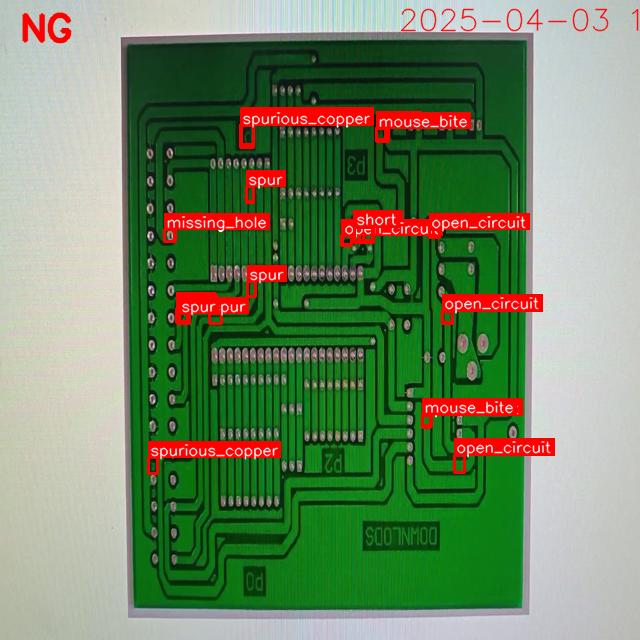 NG
2025-04-03 1
spurious_copper
mouse_bite
spur
missing_hole
short
open_circuit
open_circuit
spur
spur
pur
open_circuit
mouse_bite
spurious_copper
open_circuit
p3
P2
DOWNLODS
P0